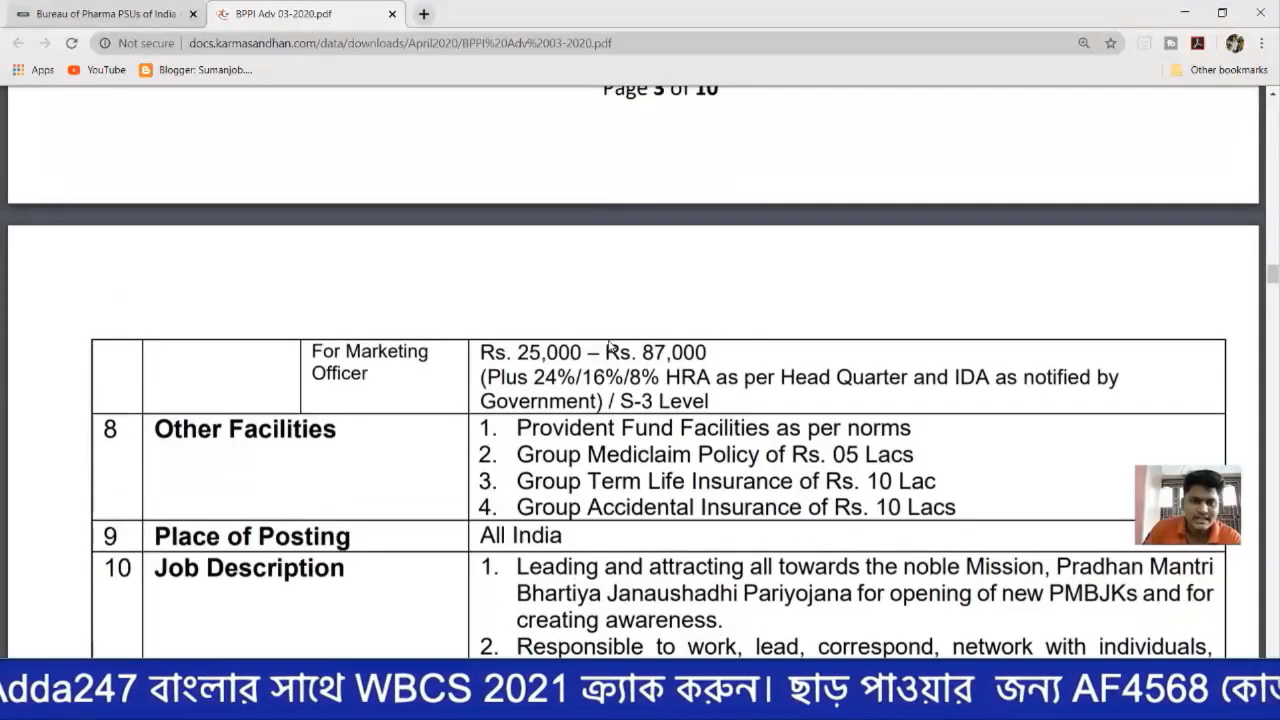 Bureau of Pharma PSUs of India
BPPI Adv 03-2020.pdf
Not secure
docs.karmasandhan.com/data/downloads/April2020/BPPI%20Adv%2003-2020.pdf
Apps
YouTube
Blogger: Sumanjob....
Other bookmarks
Page 3 of 10
For Marketing
Officer
Rs. 25,000 – Rs. 87,000
(Plus 24%/16%/8% HRA as per Head Quarter and IDA as notified by
Government) / S-3 Level
8 Other Facilities
1. Provident Fund Facilities as per norms
2. Group Mediclaim Policy of Rs. 05 Lacs
3. Group Term Life Insurance of Rs. 10 Lac
4. Group Accidental Insurance of Rs. 10 Lacs
9 Place of Posting All India
10 Job Description
1. Leading and attracting all towards the noble Mission, Pradhan Mantri
Bhartiya Janaushadhi Pariyojana for opening of new PMBJKs and for
creating awareness.
2. Responsible to work, lead, correspond, network with individuals,
Adda247 বাংলার সাথে WBCS 2021 ক্র্যাক করুন। ছাড় পাওয়ার জন্য AF4568 কোড